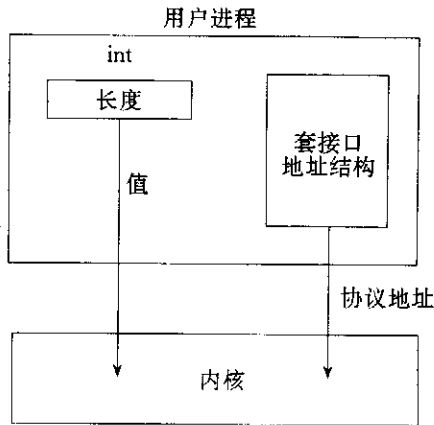 用户进程
int
长度
套接口
地址结构
值
协议地址
内核